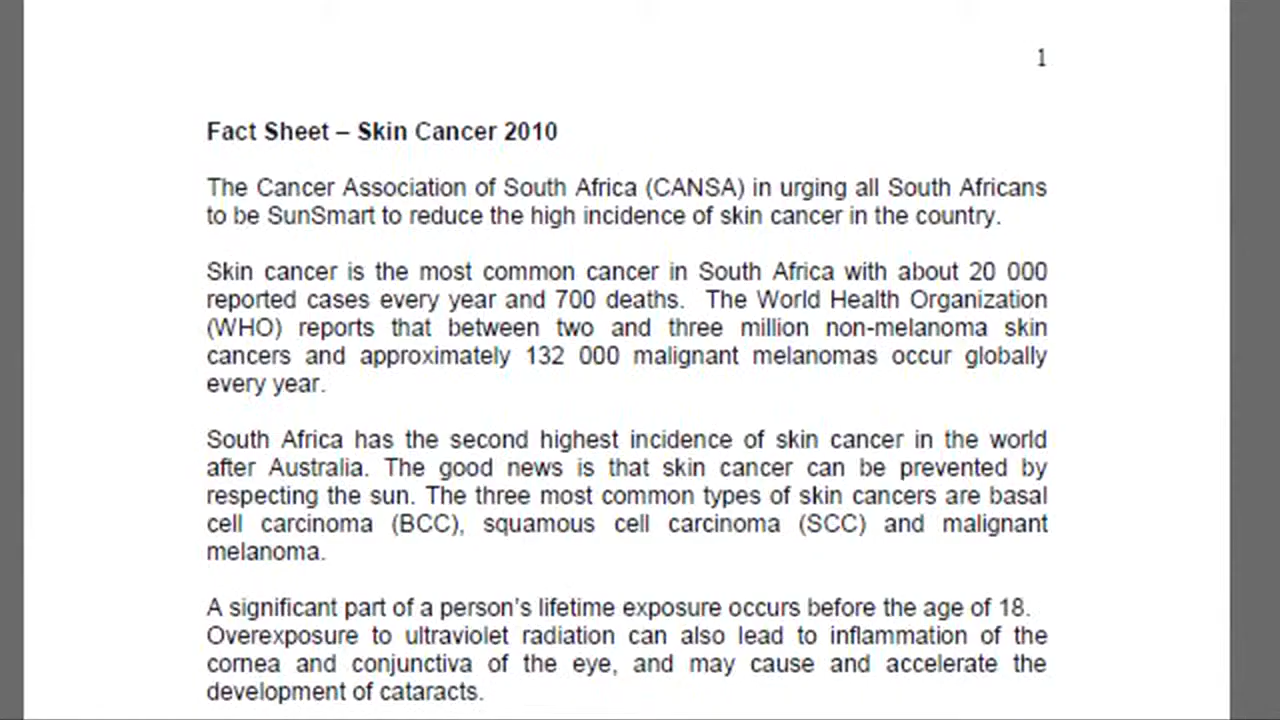 1
Fact Sheet – Skin Cancer 2010
The Cancer Association of South Africa (CANSA) in urging all South Africans
to be SunSmart to reduce the high incidence of skin cancer in the country.
Skin cancer is the most common cancer in South Africa with about 20 000
reported cases every year and 700 deaths.  The World Health Organization
(WHO) reports that between two and three million non-melanoma skin
cancers and approximately 132 000 malignant melanomas occur globally
every year.
South Africa has the second highest incidence of skin cancer in the world
after Australia. The good news is that skin cancer can be prevented by
respecting the sun. The three most common types of skin cancers are basal
cell carcinoma (BCC), squamous cell carcinoma (SCC) and malignant
melanoma.
A significant part of a person's lifetime exposure occurs before the age of 18.
Overexposure to ultraviolet radiation can also lead to inflammation of the
cornea and conjunctiva of the eye, and may cause and accelerate the
development of cataracts.